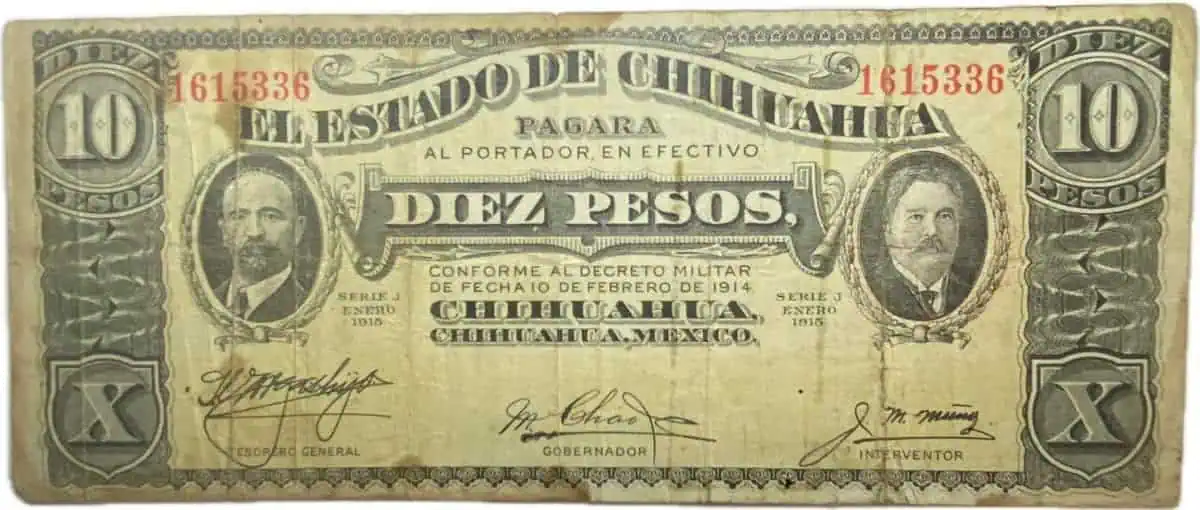 DIEZ
10
PESOS
1615336
1615336
DIEZ
10
PESOS
EL ESTADO DE CHIHUAHUA
PAGARA
AL PORTADOR, EN EFECTIVO
DIEZ PESOS,
CONFORME AL DECRETO MILITAR
DE FECHA 10 DE FEBRERO DE 1914
CHIHUAHUA,
CHIHUAHUA, MEXICO.
SERIE J
ENERO
1915
SERIE J
ENERO
1915
X
X
M Chao
J. M. Muñoz
TESORERO GENERAL
GOBERNADOR
INTERVENTOR